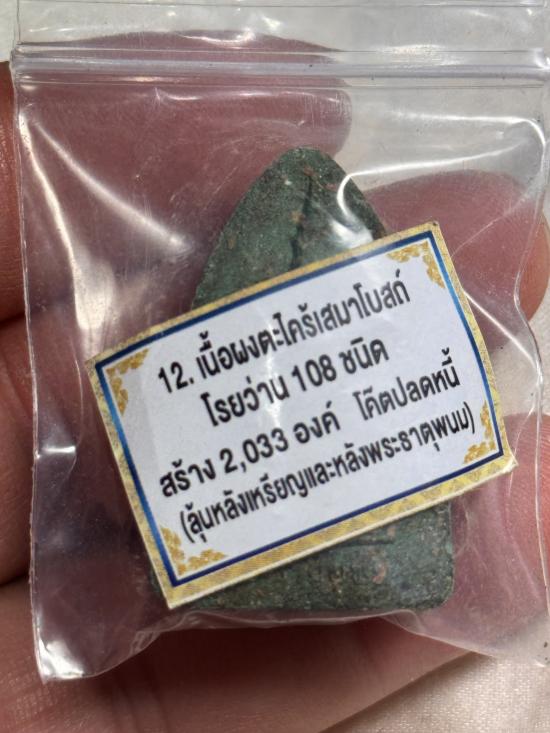 12. เนื้อผงตะไคร้เสมาโบสถ์
โรยว่าน 108 ชนิด
สร้าง 2,033 องค์ โค๊ตปลดหนี้
(ลุ้นหลังเหรียญและหลังพระธาตุพนม)